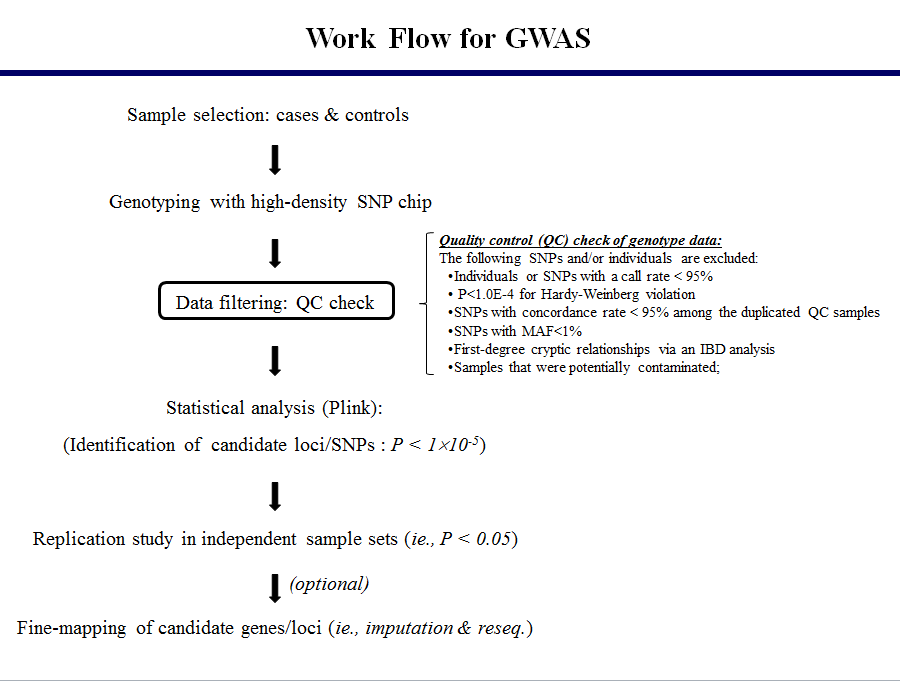 Work Flow for GWAS
Sample selection: cases & controls
Genotyping with high-density SNP chip
Data filtering: QC check
Quality control (QC) check of genotype data:
The following SNPs and/or individuals are excluded:
•Individuals or SNPs with a call rate < 95%
• P<1.0E-4 for Hardy-Weinberg violation
•SNPs with concordance rate < 95% among the duplicated QC samples
•SNPs with MAF<1%
•First-degree cryptic relationships via an IBD analysis
•Samples that were potentially contaminated;
Statistical analysis (Plink):
(Identification of candidate loci/SNPs : P < 1×10⁻⁵)
Replication study in independent sample sets (ie., P < 0.05)
(optional)
Fine-mapping of candidate genes/loci (ie., imputation & reseq.)